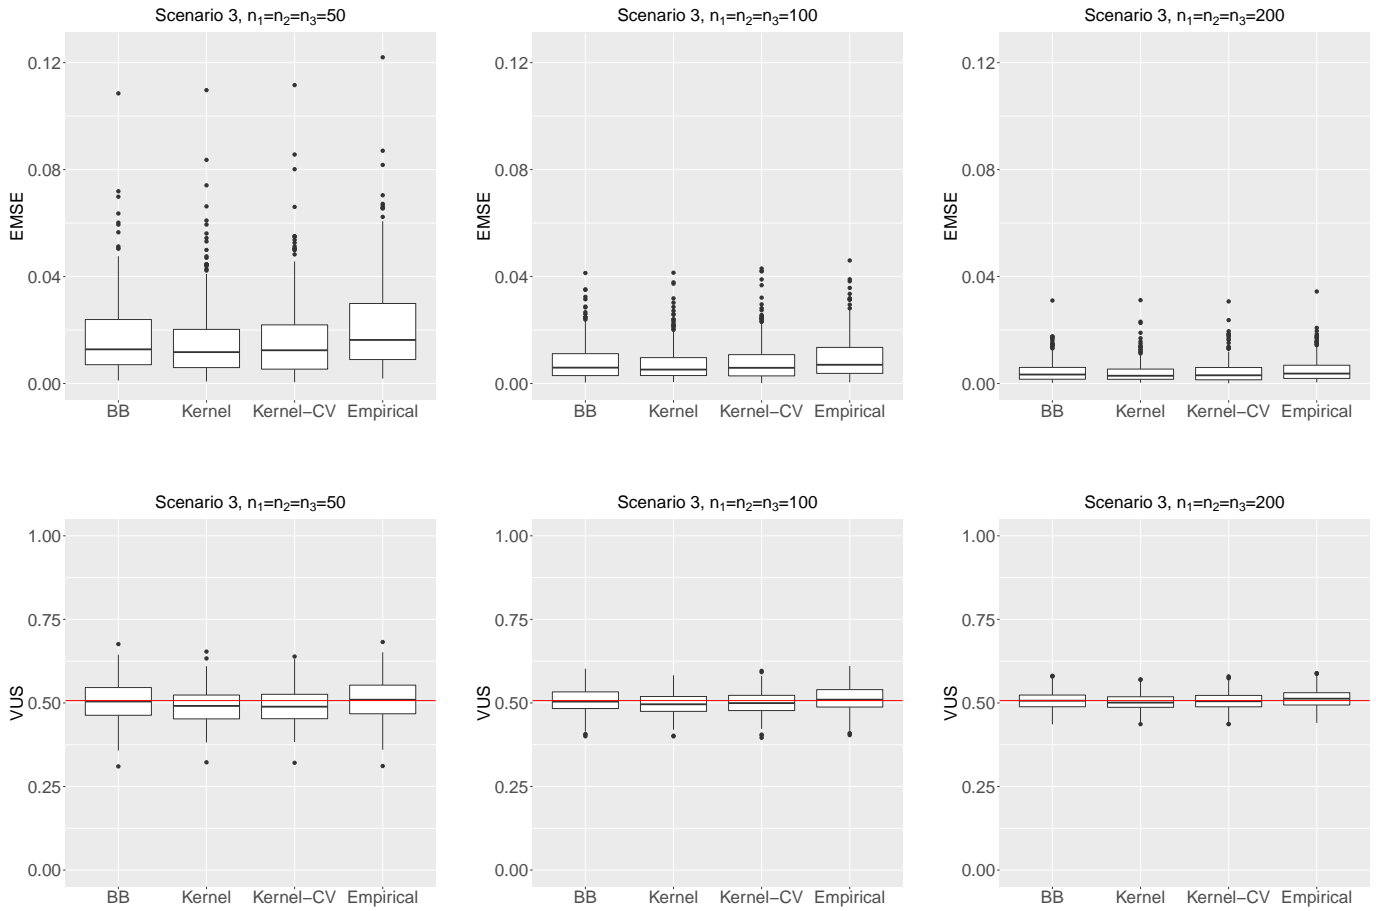 Scenario 3, n₁=n₂=n₃=50
EMSE
0.12
0.08
0.04
0.00
BB Kernel Kernel−CV Empirical
Scenario 3, n₁=n₂=n₃=100
EMSE
0.12
0.08
0.04
0.00
BB Kernel Kernel−CV Empirical
Scenario 3, n₁=n₂=n₃=200
EMSE
0.12
0.08
0.04
0.00
BB Kernel Kernel−CV Empirical
Scenario 3, n₁=n₂=n₃=50
VUS
1.00
0.75
0.50
0.25
0.00
BB Kernel Kernel−CV Empirical
Scenario 3, n₁=n₂=n₃=100
VUS
1.00
0.75
0.50
0.25
0.00
BB Kernel Kernel−CV Empirical
Scenario 3, n₁=n₂=n₃=200
VUS
1.00
0.75
0.50
0.25
0.00
BB Kernel Kernel−CV Empirical